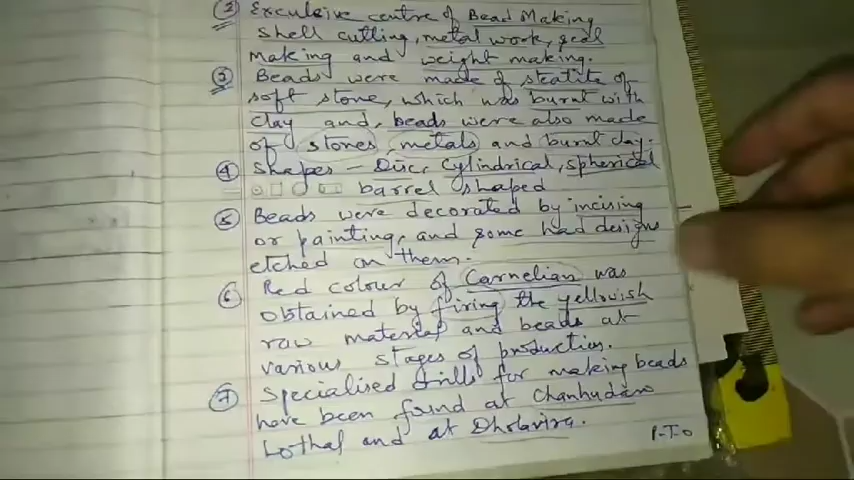 ② Exculsive centre of Bead Making
shell cutting, metal work, seal
making and weight making.
③ Beads were made of steatite or
soft stone, which was burnt with
clay and, beads were also made
of stones, metals and burnt clay.
④ Shapes - Disc, Cylindrical, spherical
barrel shaped
⑤ Beads were decorated by incising
or painting, and some had designs
etched on them.
⑥ Red colour of Carnelian was
obtained by firing the yellowish
raw material and beads at
various stages of production.
⑦ Specialised drills for making beads
have been found at Chanhudaro
Lothal and at Dholavira.
P.T.O